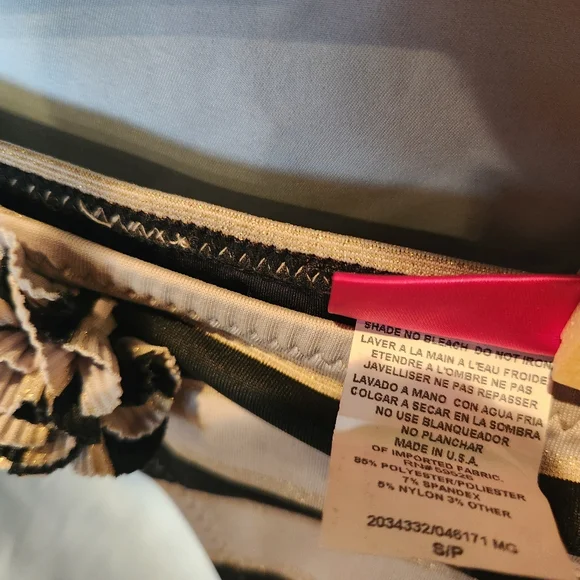 SHADE NO BLEACH. DO NOT IRON
LAVER A LA MAIN A L'EAU FROIDE
ETENDRE A L'OMBRE NE PAS
JAVELLISER NE PAS REPASSER
LAVADO A MANO CON AGUA FRIA
COLGAR A SECAR EN LA SOMBRA
NO USE BLANQUEADOR
NO PLANCHAR
MADE IN U.S.A.
OF IMPORTED FABRIC.
RN# 59526
85% POLYESTER/POLIESTER
7% SPANDEX
5% NYLON 3% OTHER
2034332/046171 MG
S/P